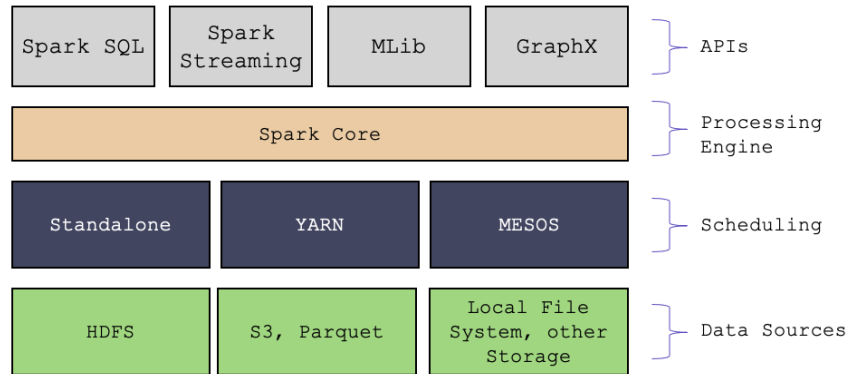 Spark SQL
Spark
Streaming
MLib
GraphX
APIs
Spark Core
Processing
Engine
Standalone
YARN
MESOS
Scheduling
HDFS
S3, Parquet
Local File
System, other
Storage
Data Sources